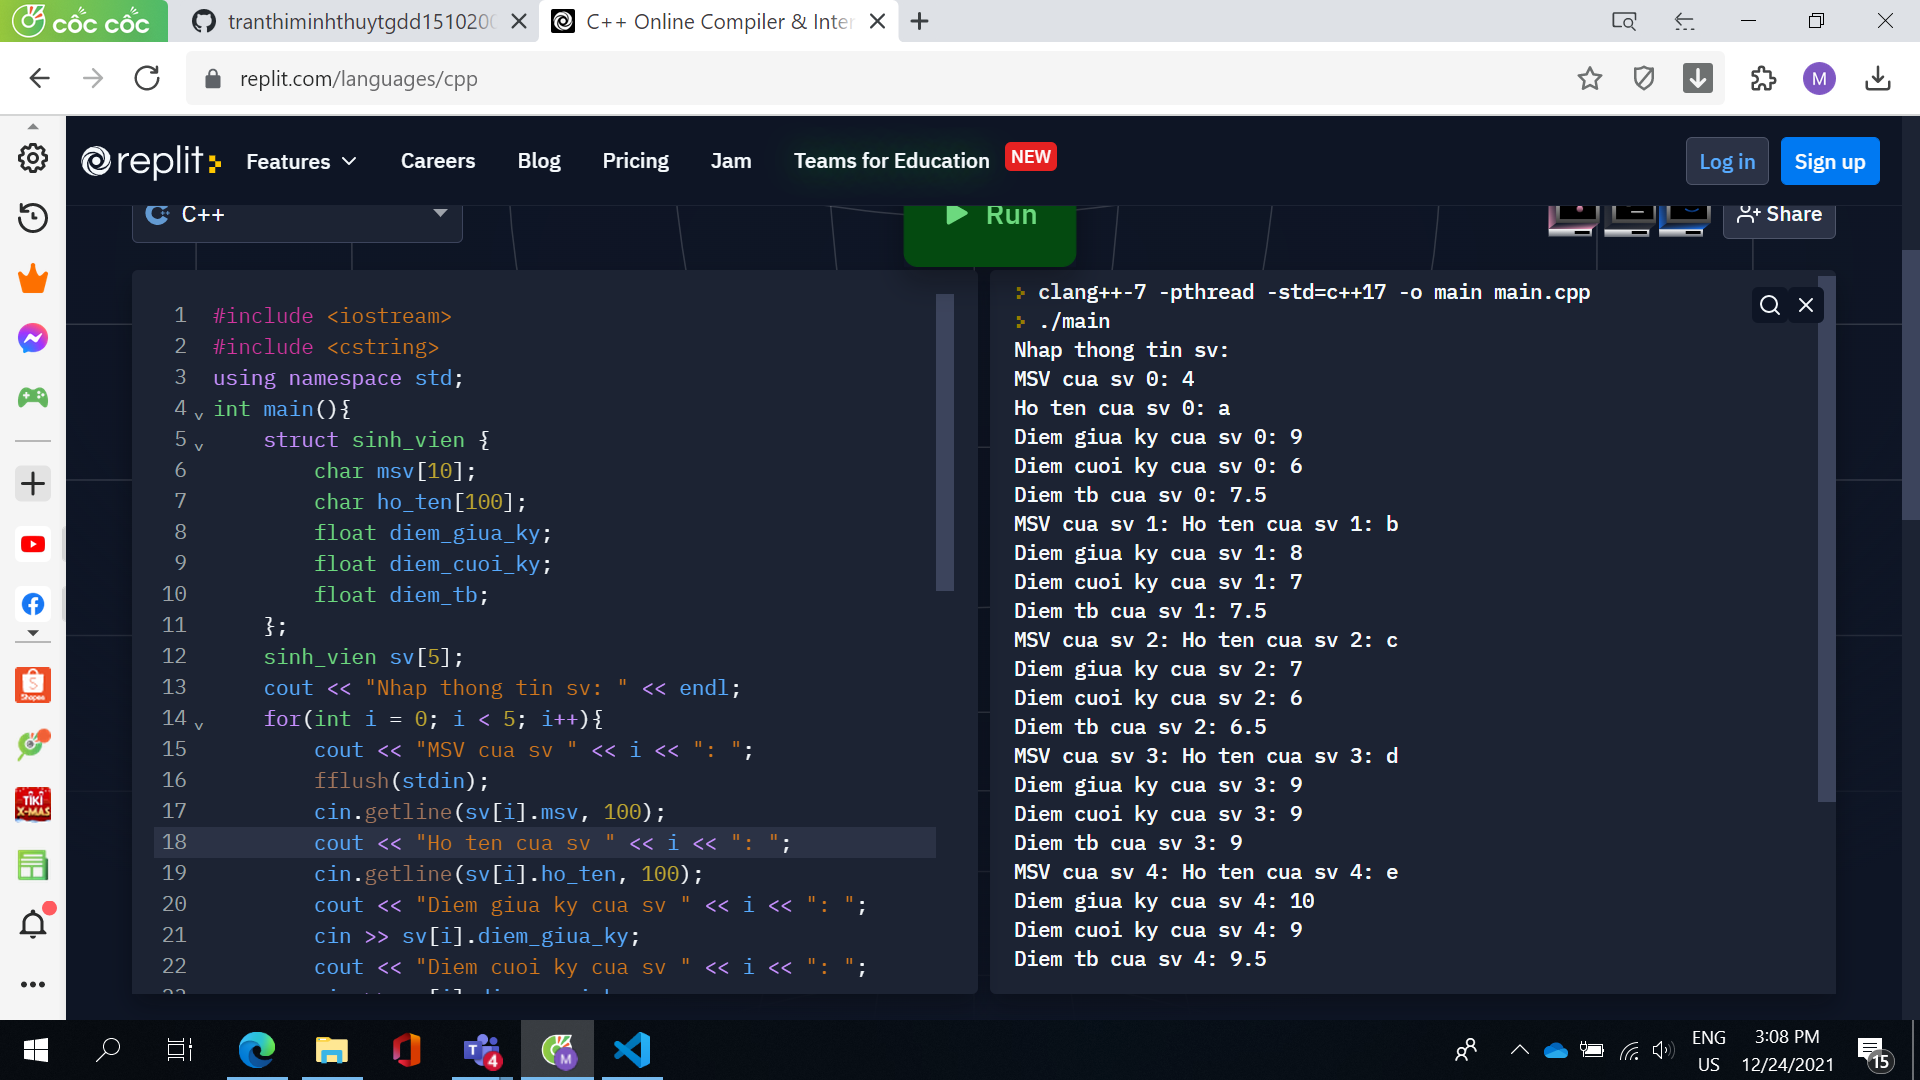 cốc cốc
tranthiminhthuytgdd1510200
C++ Online Compiler & Inter
replit.com/languages/cpp
M
replit
Features
Careers
Blog
Pricing
Jam
Teams for Education
NEW
Log in
Sign up
C++
Run
Share
1 #include <iostream>
2 #include <cstring>
3 using namespace std;
4 int main(){
5 struct sinh_vien {
6 char msv[10];
7 char ho_ten[100];
8 float diem_giua_ky;
9 float diem_cuoi_ky;
10 float diem_tb;
11 };
12 sinh_vien sv[5];
13 cout << "Nhap thong tin sv: " << endl;
14 for(int i = 0; i < 5; i++){
15 cout << "MSV cua sv " << i << ": ";
16 fflush(stdin);
17 cin.getline(sv[i].msv, 100);
18 cout << "Ho ten cua sv " << i << ": ";
19 cin.getline(sv[i].ho_ten, 100);
20 cout << "Diem giua ky cua sv " << i << ": ";
21 cin >> sv[i].diem_giua_ky;
22 cout << "Diem cuoi ky cua sv " << i << ": ";
clang++-7 -pthread -std=c++17 -o main main.cpp
./main
Nhap thong tin sv:
MSV cua sv 0: 4
Ho ten cua sv 0: a
Diem giua ky cua sv 0: 9
Diem cuoi ky cua sv 0: 6
Diem tb cua sv 0: 7.5
MSV cua sv 1: Ho ten cua sv 1: b
Diem giua ky cua sv 1: 8
Diem cuoi ky cua sv 1: 7
Diem tb cua sv 1: 7.5
MSV cua sv 2: Ho ten cua sv 2: c
Diem giua ky cua sv 2: 7
Diem cuoi ky cua sv 2: 6
Diem tb cua sv 2: 6.5
MSV cua sv 3: Ho ten cua sv 3: d
Diem giua ky cua sv 3: 9
Diem cuoi ky cua sv 3: 9
Diem tb cua sv 3: 9
MSV cua sv 4: Ho ten cua sv 4: e
Diem giua ky cua sv 4: 10
Diem cuoi ky cua sv 4: 9
Diem tb cua sv 4: 9.5
TIKI
X-MAS
4
M
ENG
US
3:08 PM
12/24/2021
15